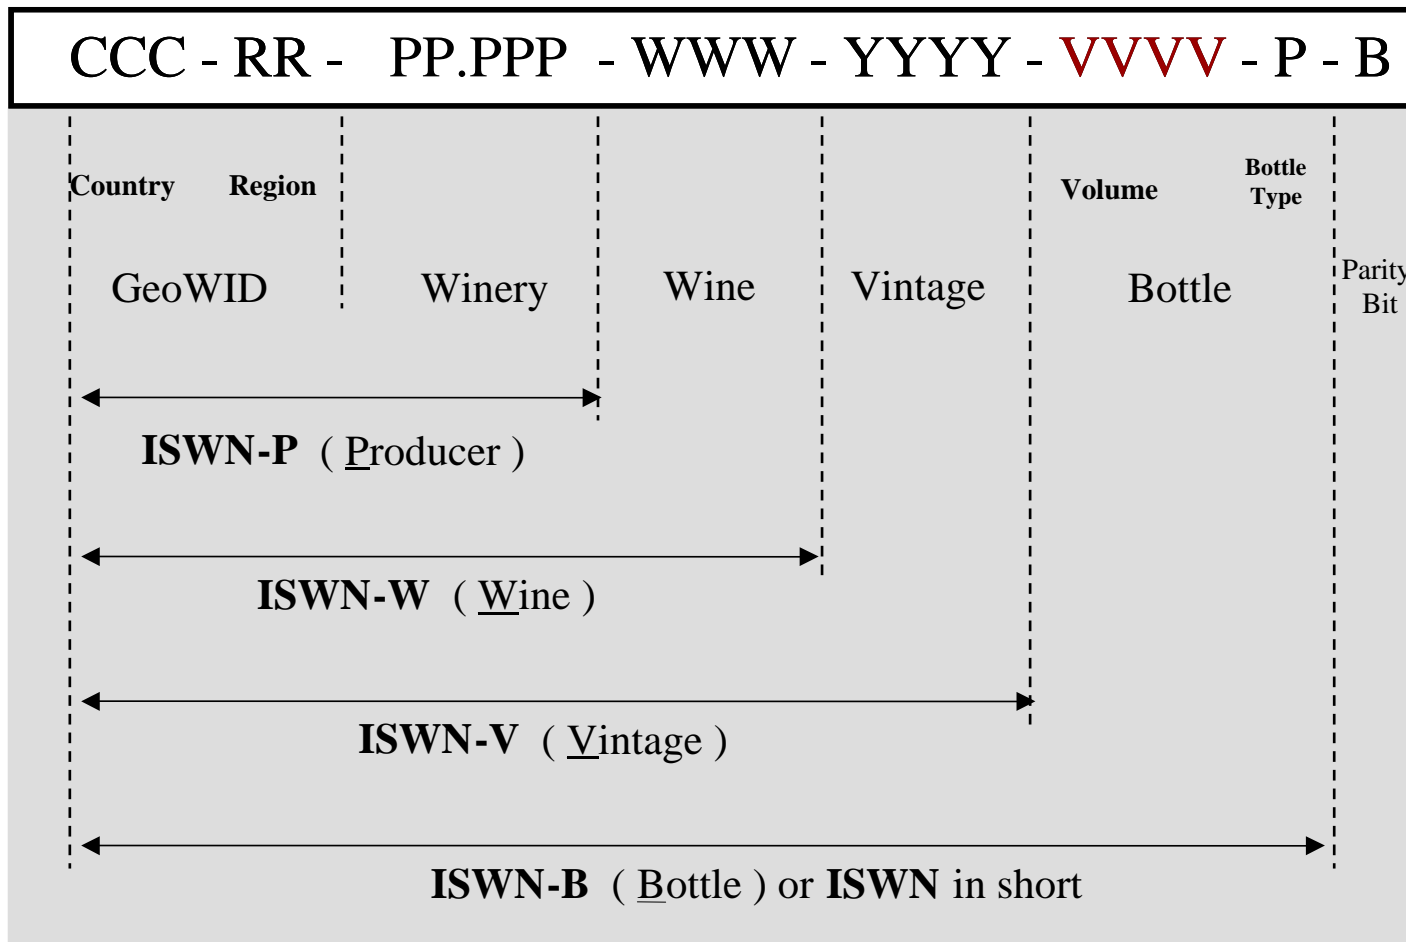 CCC - RR - PP.PPP - WWW - YYYY - VVVV - P - B
Country Region Volume Bottle Type
GeoWID Winery Wine Vintage Bottle Parity Bit
ISWN-P ( Producer )
ISWN-W ( Wine )
ISWN-V ( Vintage )
ISWN-B ( Bottle ) or ISWN in short